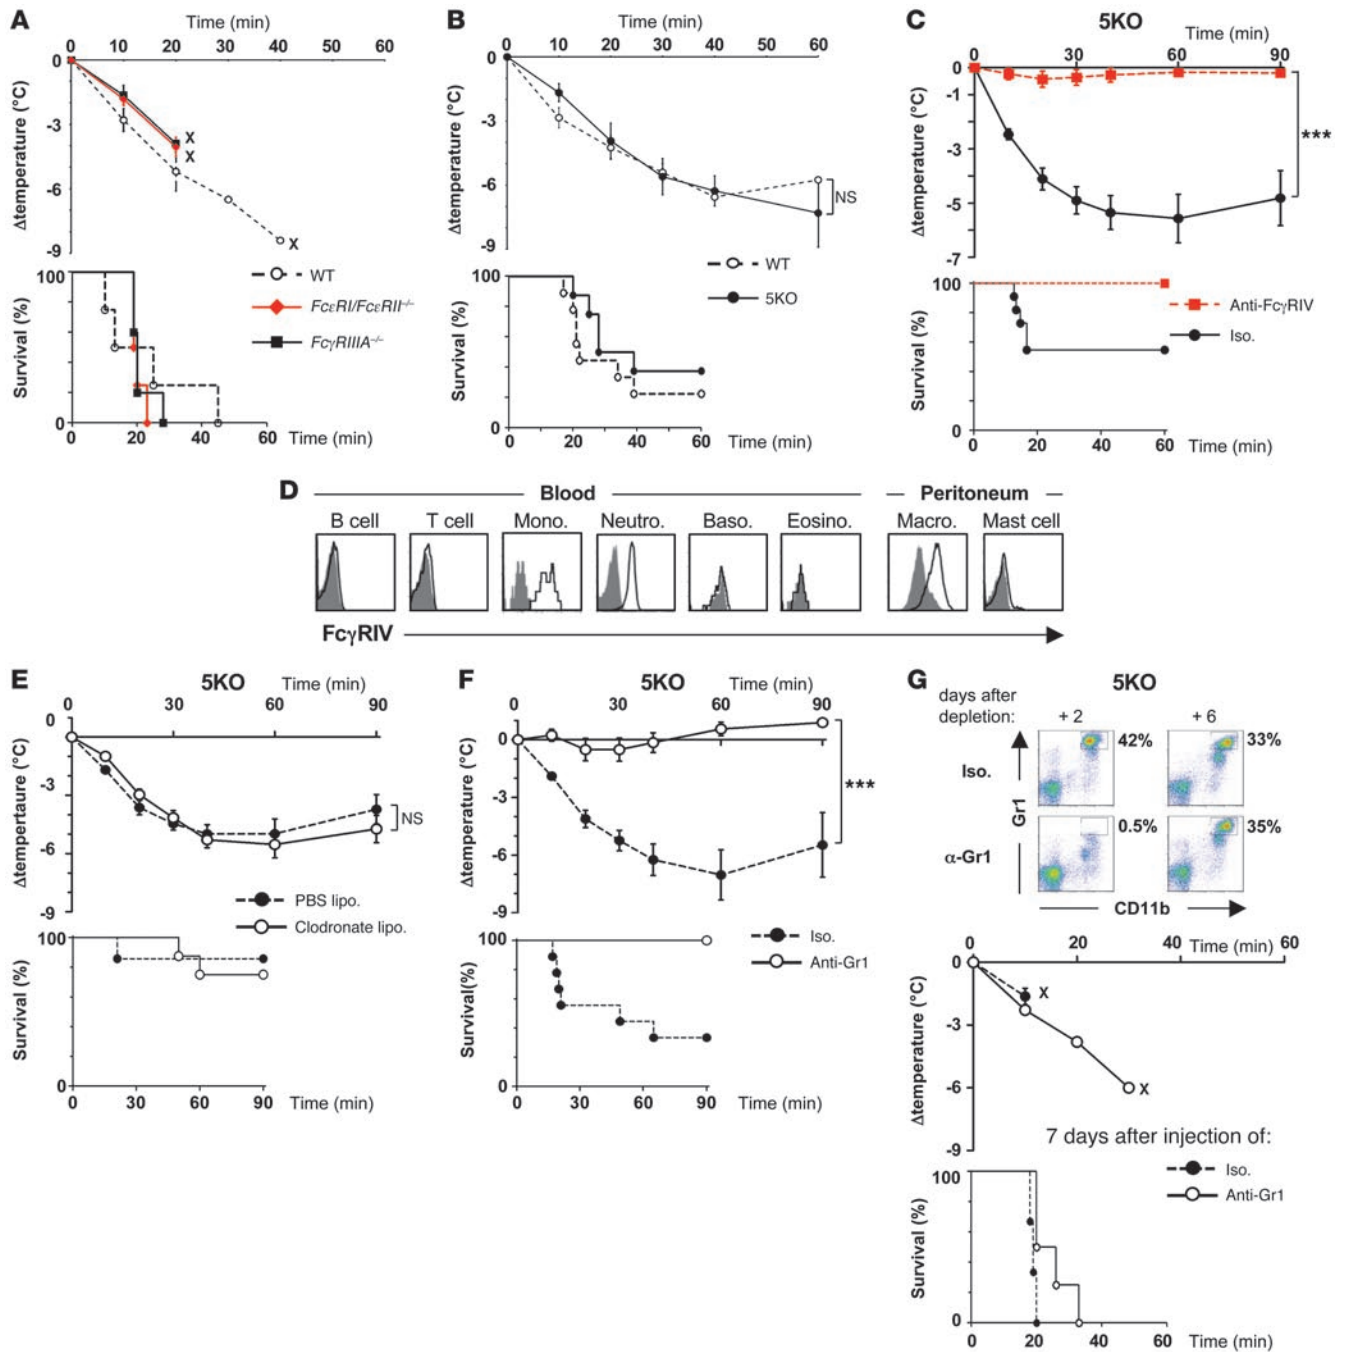 A
Time (min)
0 10 20 30 40 50 60
0
-3
-6
-9
Δtemperature (°C)
X
X
X
WT
FcεRI/FcεRII–/–
FcγRIIIA–/–
100
0
Survival (%)
0 20 40 60 Time (min)
B
Time (min)
0 10 20 30 40 60
0
-3
-6
-9
Δtemperature (°C)
NS
WT
5KO
100
0
Survival (%)
0 20 40 60 Time (min)
C 5KO
Time (min)
0 30 60 90
0
-1
-3
-5
-7
Δtemperature (°C)
***
Anti-FcγRIV
Iso.
100
0
Survival (%)
0 20 40 60 Time (min)
D Blood Peritoneum
B cell T cell Mono. Neutro. Baso. Eosino. Macro. Mast cell
FcγRIV
E 5KO Time (min)
0 30 60 90
0
-3
-6
-9
Δtempertaure (°C)
NS
PBS lipo.
Clodronate lipo.
100
0
Survival (%)
0 30 60 90 Time (min)
F 5KO Time (min)
0 30 60 90
0
-3
-6
-9
Δtemperature (°C)
***
Iso.
Anti-Gr1
100
0
Survival(%)
0 30 60 90 Time (min)
G 5KO
days after
depletion: + 2 + 6
Iso. 42% 33%
Gr1
α-Gr1 0.5% 35%
CD11b
0 20 40 Time (min) 60
0
-3
-6
-9
Δtemperature (°C)
X
X
7 days after injection of:
Iso.
Anti-Gr1
100
0
Survival (%)
0 20 40 60 Time (min)